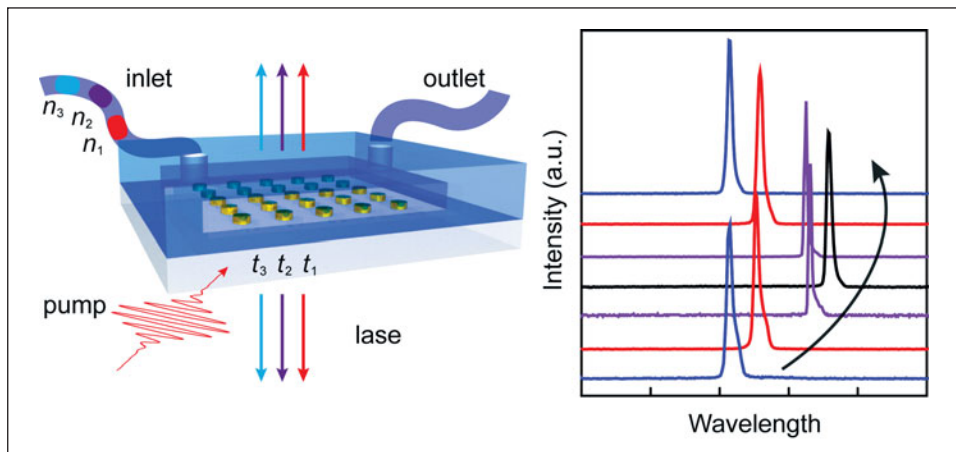 inlet
outlet
n3
n2
n1
t3 t2 t1
pump
lase
Intensity (a.u.)
Wavelength